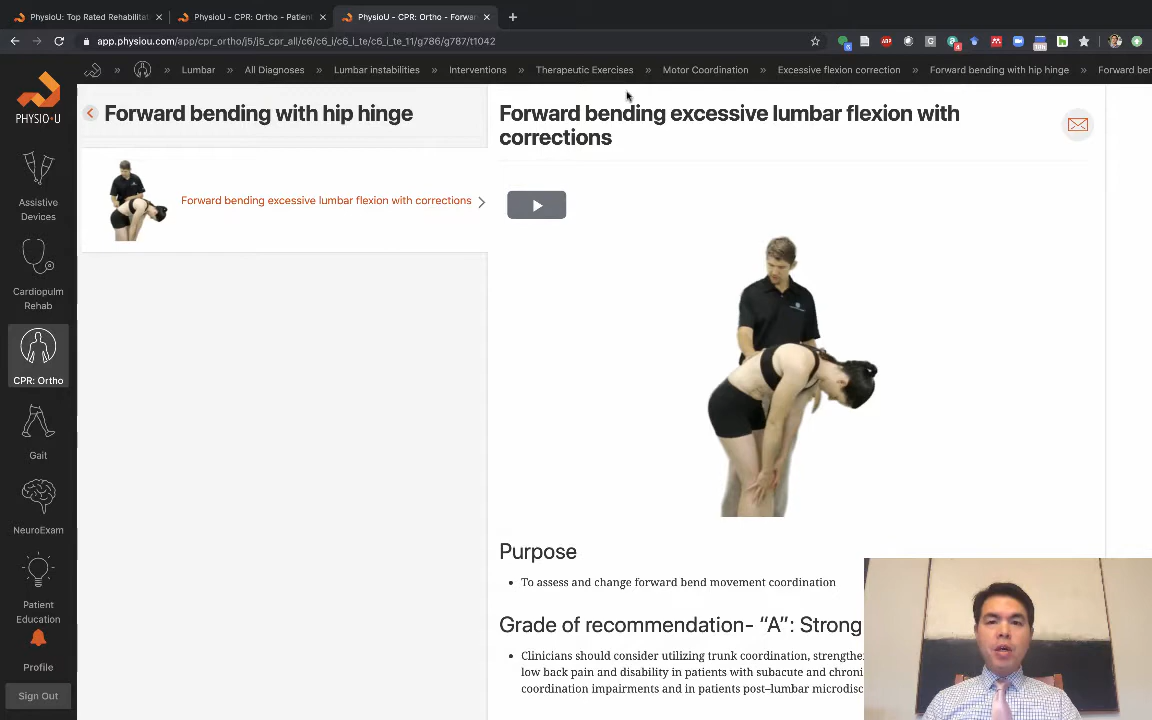 PhysioU: Top Rated Rehabilitat
PhysioU - CPR: Ortho - Patien
PhysioU - CPR: Ortho - Forwar
app.physiou.com/app/cpr_ortho/j5/j5_cpr_all/c6/c6_i/c6_i_te/c6_i_te_11/g786/g787/t1042
» » Lumbar » All Diagnoses » Lumbar instabilities » Interventions » Therapeutic Exercises » Motor Coordination » Excessive flexion correction » Forward bending with hip hinge » Forward ber
PHYSIO•U
Assistive
Devices
Cardiopulm
Rehab
CPR: Ortho
Gait
NeuroExam
Patient
Education
Profile
Sign Out
Forward bending with hip hinge
Forward bending excessive lumbar flexion with corrections
Forward bending excessive lumbar flexion with
corrections
Purpose
• To assess and change forward bend movement coordination
Grade of recommendation- “A”: Strong
• Clinicians should consider utilizing trunk coordination, strengthe
low back pain and disability in patients with subacute and chroni
coordination impairments and in patients post–lumbar microdisc